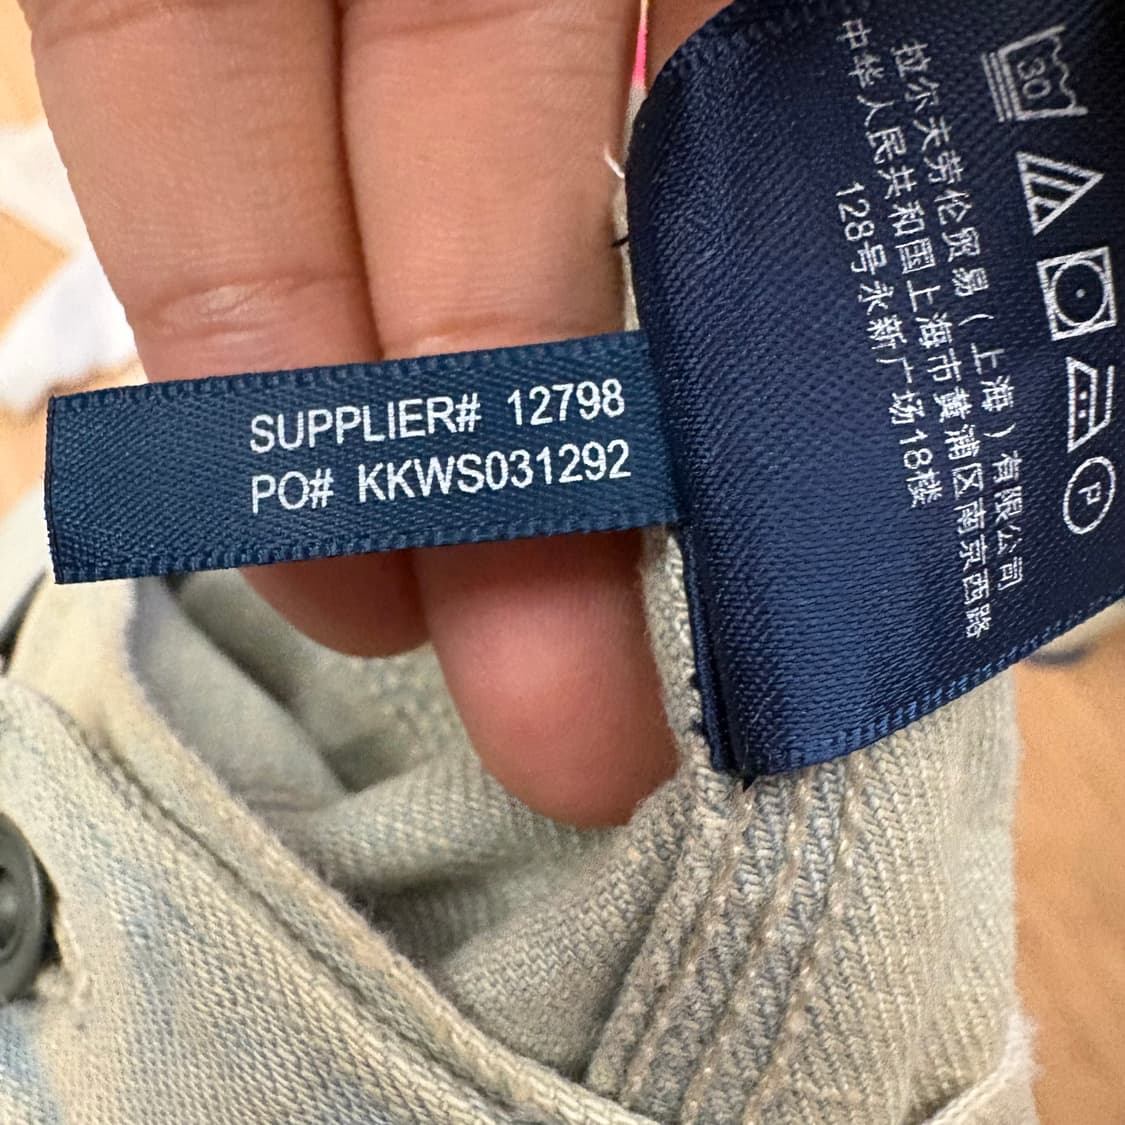 SUPPLIER# 12798
PO# KKWS031292
30
P
拉尔夫劳伦贸易（上海）有限公司
中华人民共和国上海市黄浦区南京西路
128号永新广场18楼